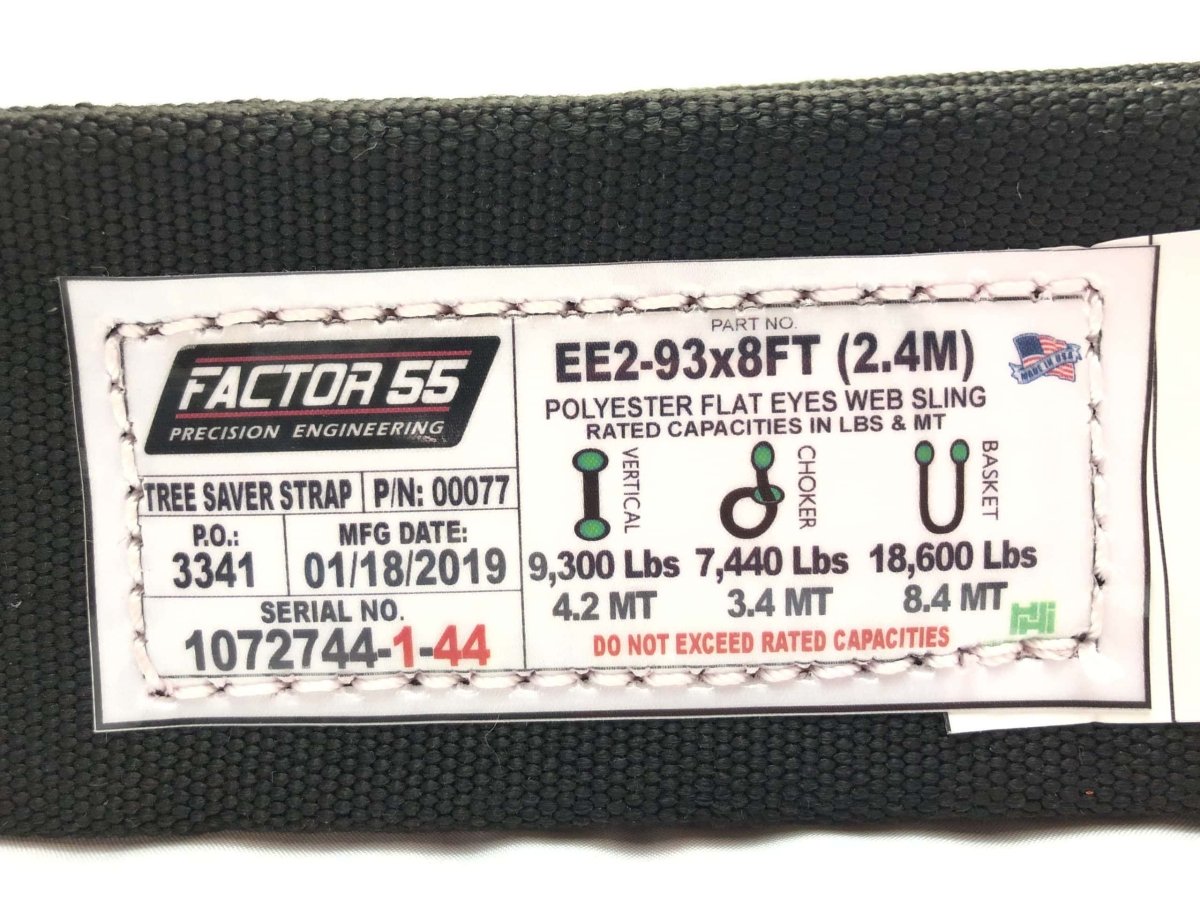 FACTOR 55
PRECISION ENGINEERING
TREE SAVER STRAP P/N: 00077
P.O.: MFG DATE:
3341 01/18/2019
SERIAL NO.
1072744-1-44
PART NO.
EE2-93x8FT (2.4M)
MADE IN USA
POLYESTER FLAT EYES WEB SLING
RATED CAPACITIES IN LBS & MT
VERTICAL CHOKER BASKET
9,300 Lbs 7,440 Lbs 18,600 Lbs
4.2 MT 3.4 MT 8.4 MT
DO NOT EXCEED RATED CAPACITIES